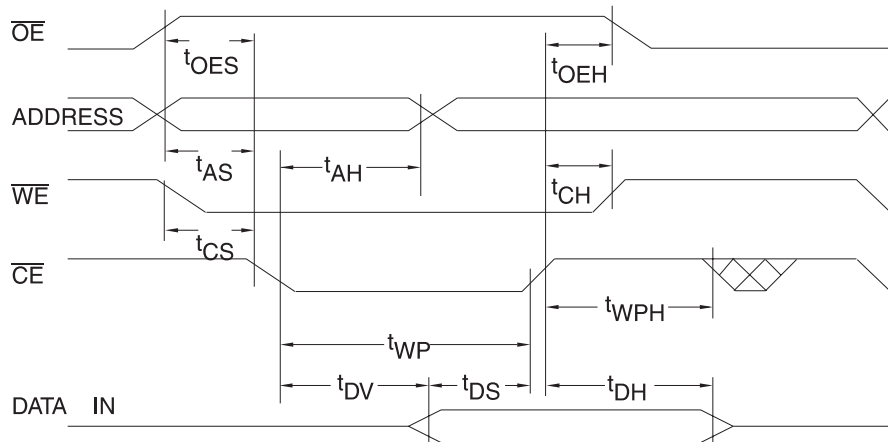 OE
tOES
tOEH
ADDRESS
tAS
tAH
tCH
WE
tCS
CE
tWPH
tWP
tDV
tDS
tDH
DATA IN